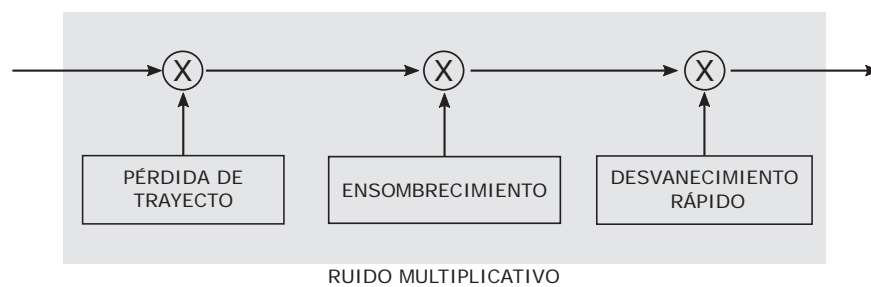 X X X
PÉRDIDA DE
TRAYECTO
ENSOMBRECIMIENTO
DESVANECIMIENTO
RÁPIDO
RUIDO MULTIPLICATIVO